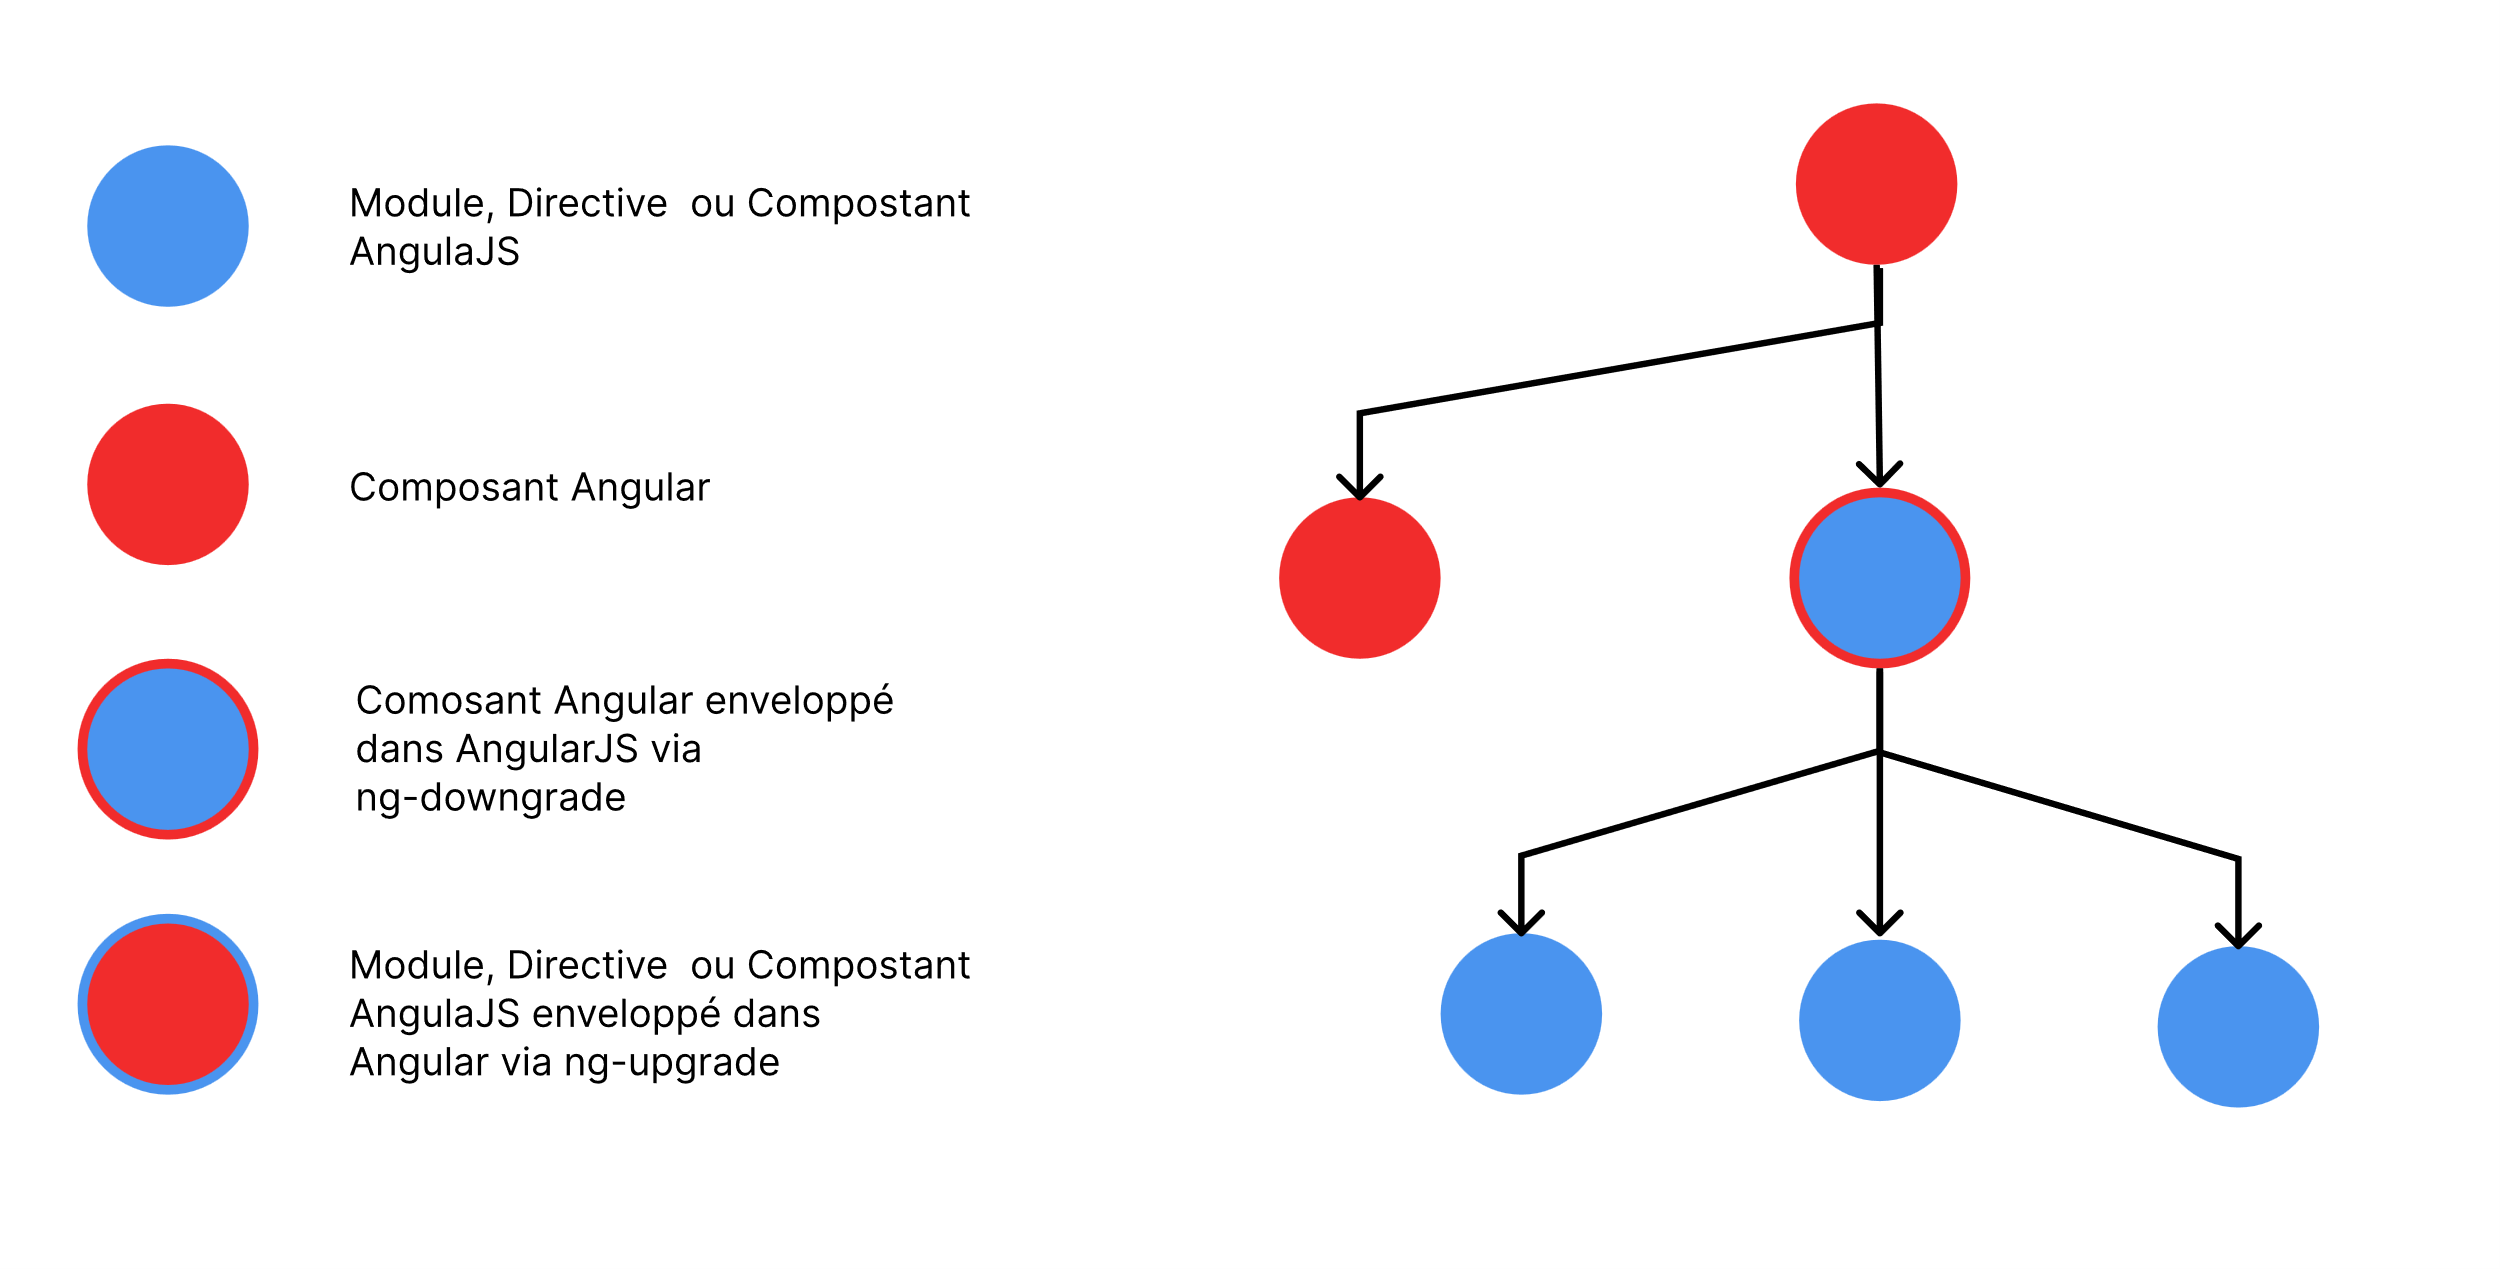 Module, Directive  ou Compostant
AngulaJS
Composant Angular
Comosant Angular envelopé
dans AngularJS via
ng-downgrade
Module, Directive  ou Compostant
AngulaJS enveloppé dans
Angular via ng-upgrade